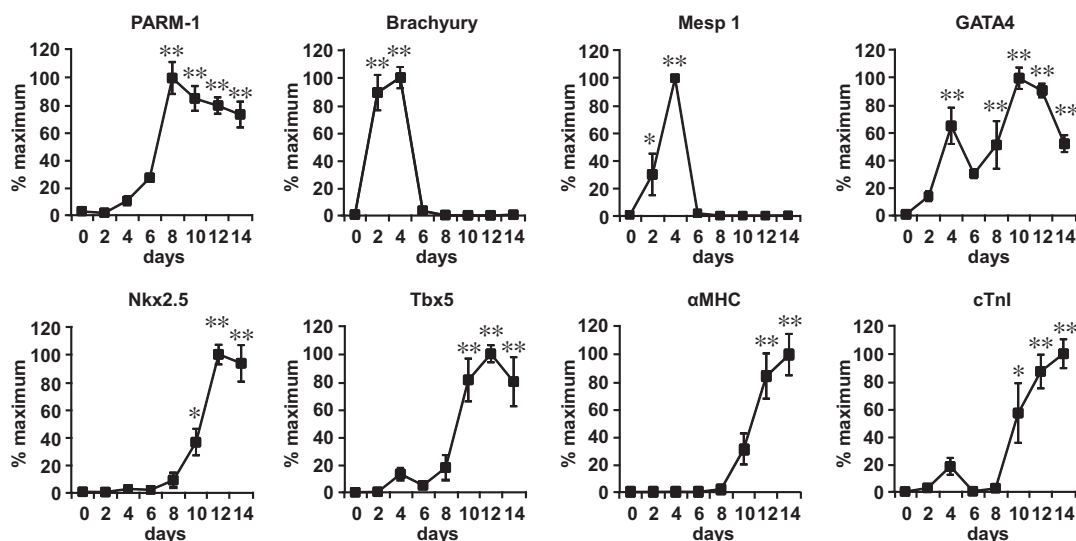 PARM-1
120
100
80
60
40
20
0
% maximum
** ** ** **
0 2 4 6 8 10 12 14
days
Brachyury
120
100
80
60
40
20
0
% maximum
** **
0 2 4 6 8 10 12 14
days
Mesp 1
120
100
80
60
40
20
0
% maximum
* **
0 2 4 6 8 10 12 14
days
GATA4
120
100
80
60
40
20
0
% maximum
** ** ** ** **
0 2 4 6 8 10 12 14
days
Nkx2.5
120
100
80
60
40
20
0
% maximum
* ** **
0 2 4 6 8 10 12 14
days
Tbx5
120
100
80
60
40
20
0
% maximum
** ** **
0 2 4 6 8 10 12 14
days
αMHC
120
100
80
60
40
20
0
% maximum
** **
0 2 4 6 8 10 12 14
days
cTnI
120
100
80
60
40
20
0
% maximum
* ** **
0 2 4 6 8 10 12 14
days